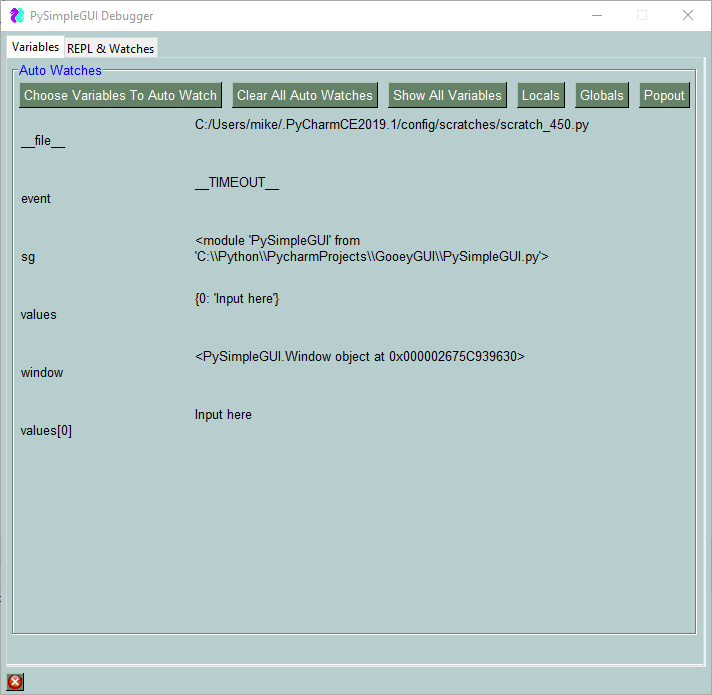 PySimpleGUI Debugger
Variables REPL & Watches
Auto Watches
Choose Variables To Auto Watch Clear All Auto Watches Show All Variables Locals Globals Popout
C:/Users/mike/.PyCharmCE2019.1/config/scratches/scratch_450.py
__file__
__TIMEOUT__
event
<module 'PySimpleGUI' from
sg 'C:\\Python\\PycharmProjects\\GooeyGUI\\PySimpleGUI.py'>
{0: 'Input here'}
values
<PySimpleGUI.Window object at 0x000002675C939630>
window
Input here
values[0]